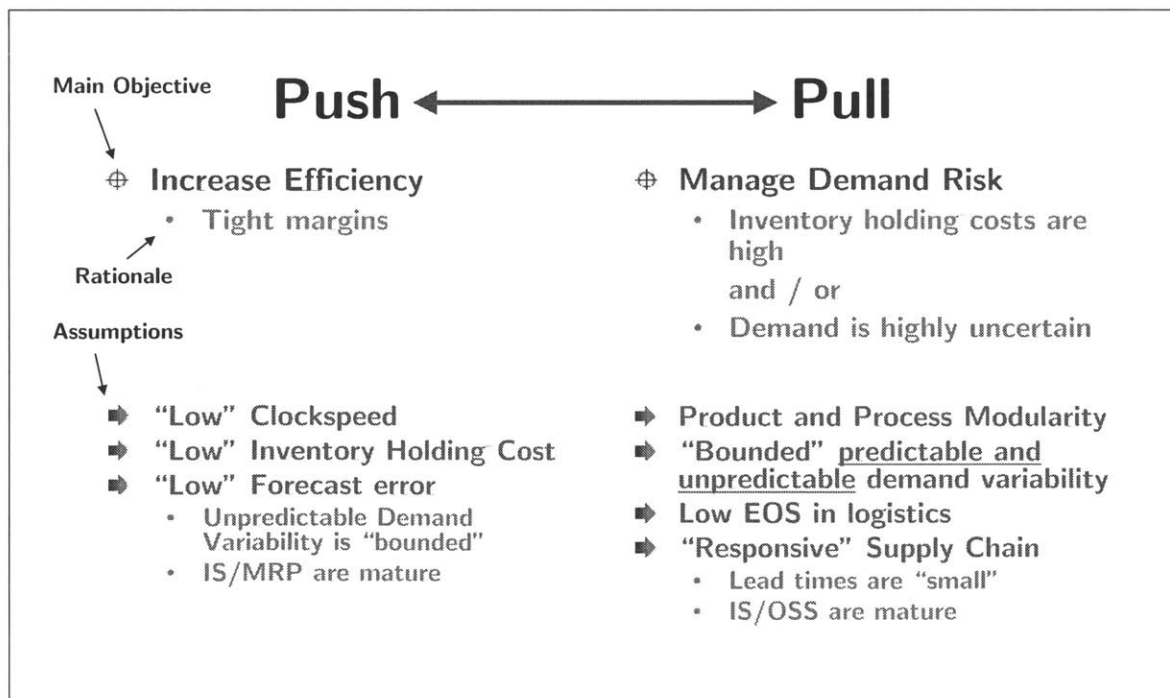 Main Objective
Push
Pull
Increase Efficiency
• Tight margins
Rationale
Manage Demand Risk
• Inventory holding costs are
high
and / or
• Demand is highly uncertain
Assumptions
"Low" Clockspeed
"Low" Inventory Holding Cost
"Low" Forecast error
• Unpredictable Demand
Variability is "bounded"
• IS/MRP are mature
Product and Process Modularity
"Bounded" predictable and
unpredictable demand variability
Low EOS in logistics
"Responsive" Supply Chain
• Lead times are "small"
• IS/OSS are mature